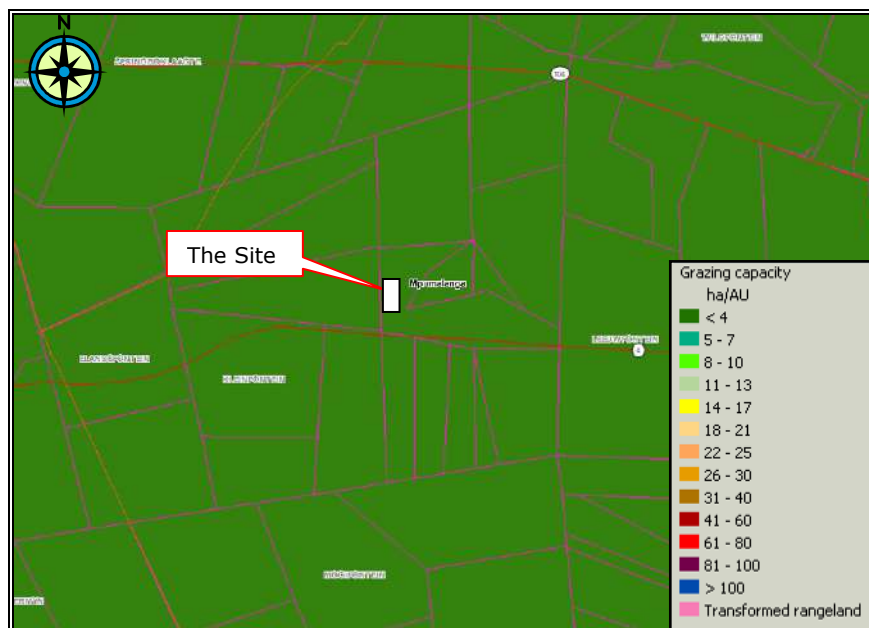 N
WILGEFONTEIN
The Site
Mpumalanga
Grazing capacity
ha/AU
< 4
5 - 7
8 - 10
11 - 13
14 - 17
18 - 21
22 - 25
26 - 30
31 - 40
41 - 60
61 - 80
81 - 100
> 100
Transformed rangeland